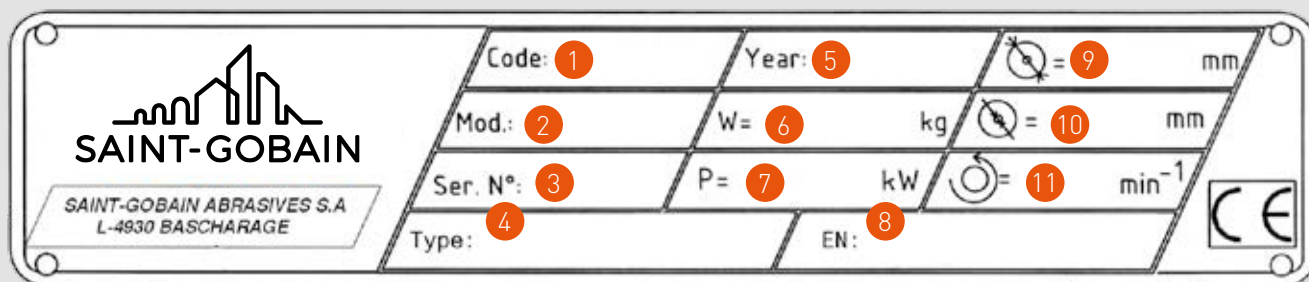 SAINT-GOBAIN
SAINT-GOBAIN ABRASIVES S.A
L-4930 BASCHARAGE
Code: 1
Year: 5
= 9 mm
Mod.: 2
W= 6 kg
= 10 mm
Ser. N°: 3
P= 7 kW
= 11 min⁻¹
Type: 4
EN: 8
CE